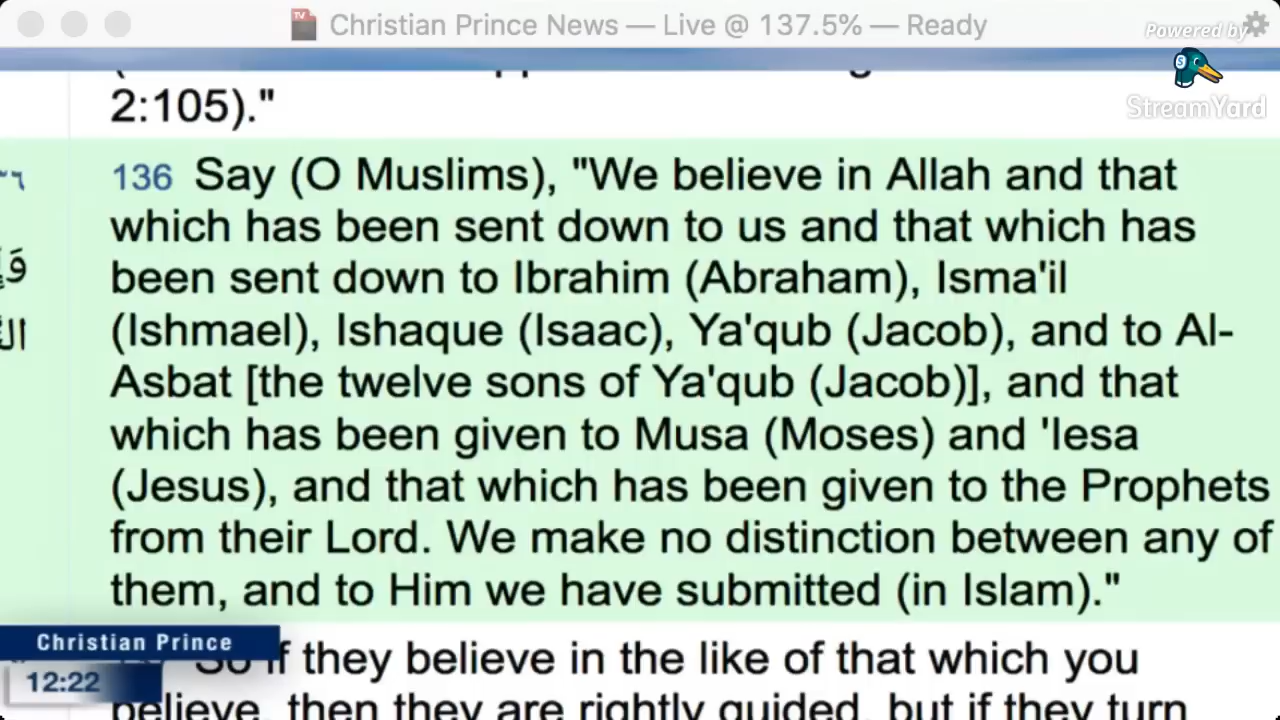 Christian Prince News — Live @ 137.5% — Ready
Powered by
StreamYard
2:105)."
136 Say (O Muslims), "We believe in Allah and that
which has been sent down to us and that which has
been sent down to Ibrahim (Abraham), Isma'il
(Ishmael), Ishaque (Isaac), Ya'qub (Jacob), and to Al-
Asbat [the twelve sons of Ya'qub (Jacob)], and that
which has been given to Musa (Moses) and 'Iesa
(Jesus), and that which has been given to the Prophets
from their Lord. We make no distinction between any of
them, and to Him we have submitted (in Islam)."
So if they believe in the like of that which you
believe, then they are rightly guided, but if they turn
Christian Prince
12:22